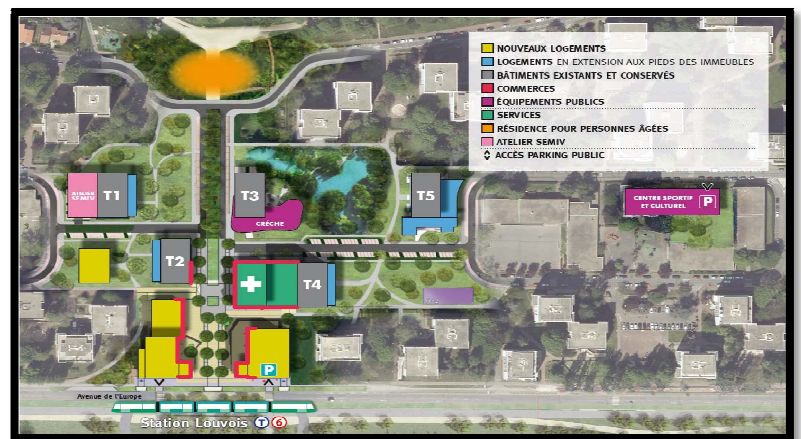 NOUVEAUX LOGEMENTS
LOGEMENTS EN EXTENSION AUX PIEDS DES IMMEUBLES
BÂTIMENTS EXISTANTS ET CONSERVÉS
COMMERCES
ÉQUIPEMENTS PUBLICS
SERVICES
RÉSIDENCE POUR PERSONNES ÂGÉES
ATELIER SEMIV
ACCÈS PARKING PUBLIC
ATELIER
SEMIV
T1
T3
T5
CRÈCHE
CENTRE SPORTIF
ET CULTUREL
P
T2
T4
P
Avenue de l'Europe
Station Louvois T 6